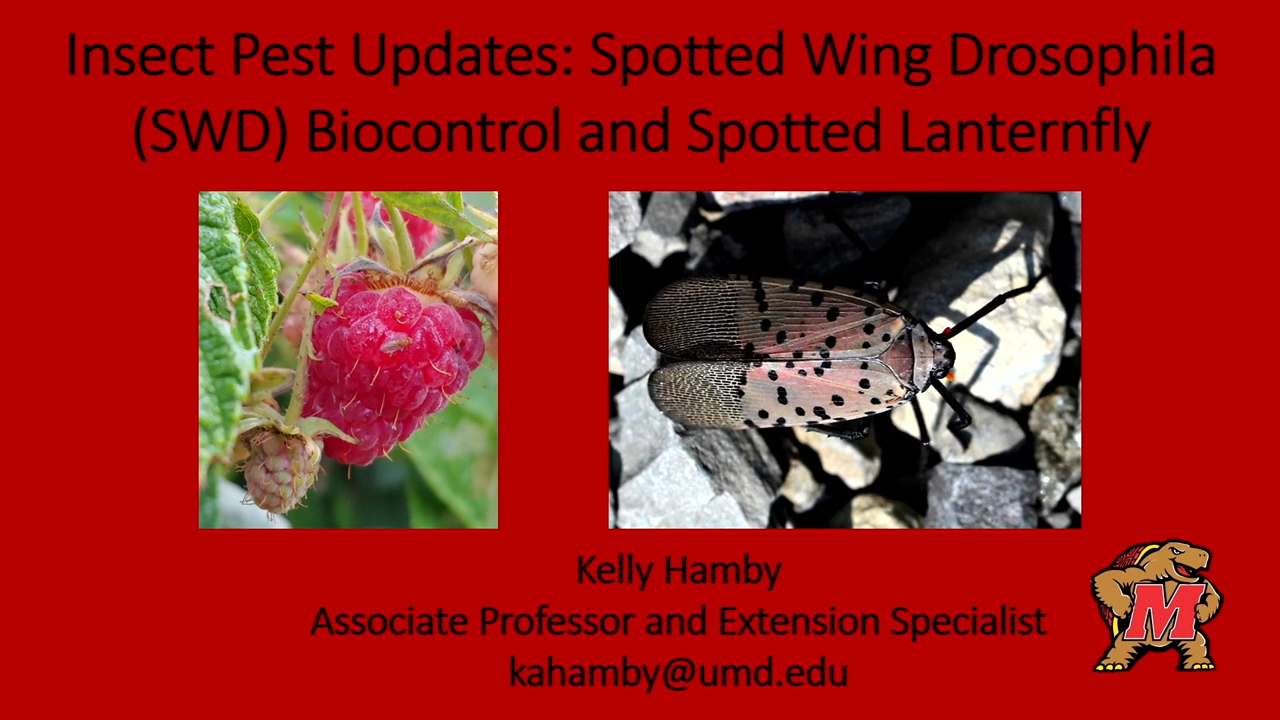 Insect Pest Updates: Spotted Wing Drosophila
(SWD) Biocontrol and Spotted Lanternfly
Kelly Hamby
Associate Professor and Extension Specialist
kahamby@umd.edu
M